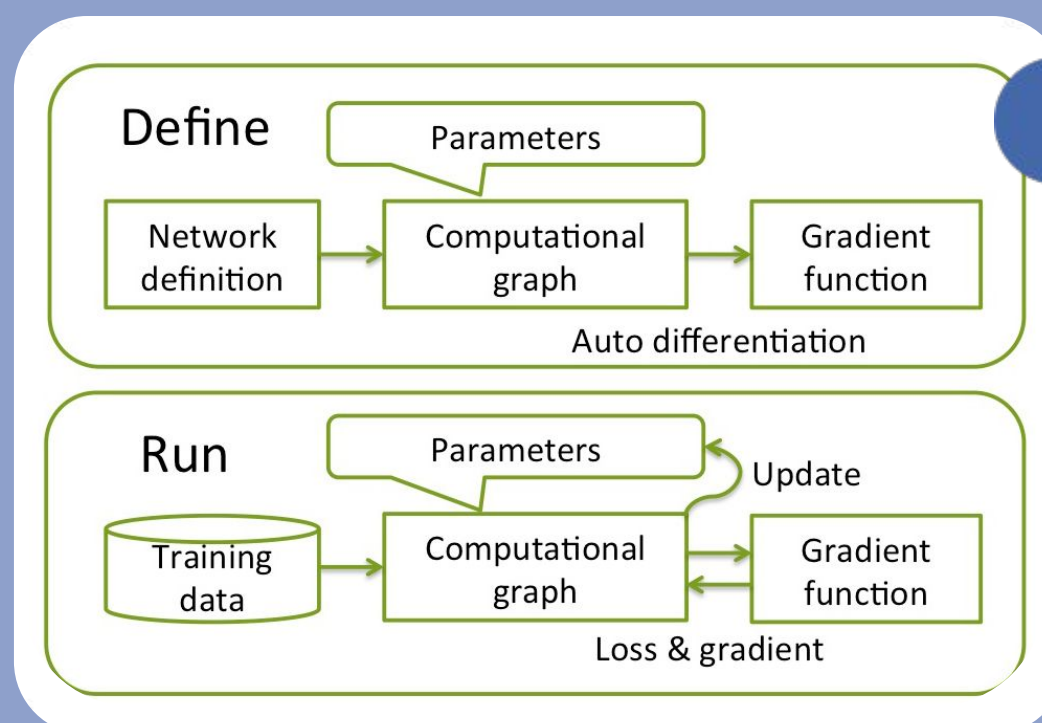 Define
Parameters
Network
definition
Computational
graph
Gradient
function
Auto differentiation
Run
Parameters
Update
Training
data
Computational
graph
Gradient
function
Loss & gradient